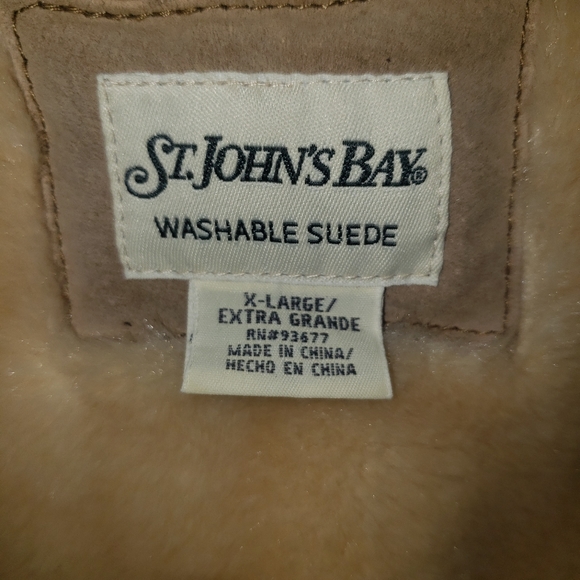 ST. JOHN'S BAY®
WASHABLE SUEDE
X-LARGE/
EXTRA GRANDE
RN#93677
MADE IN CHINA/
HECHO EN CHINA